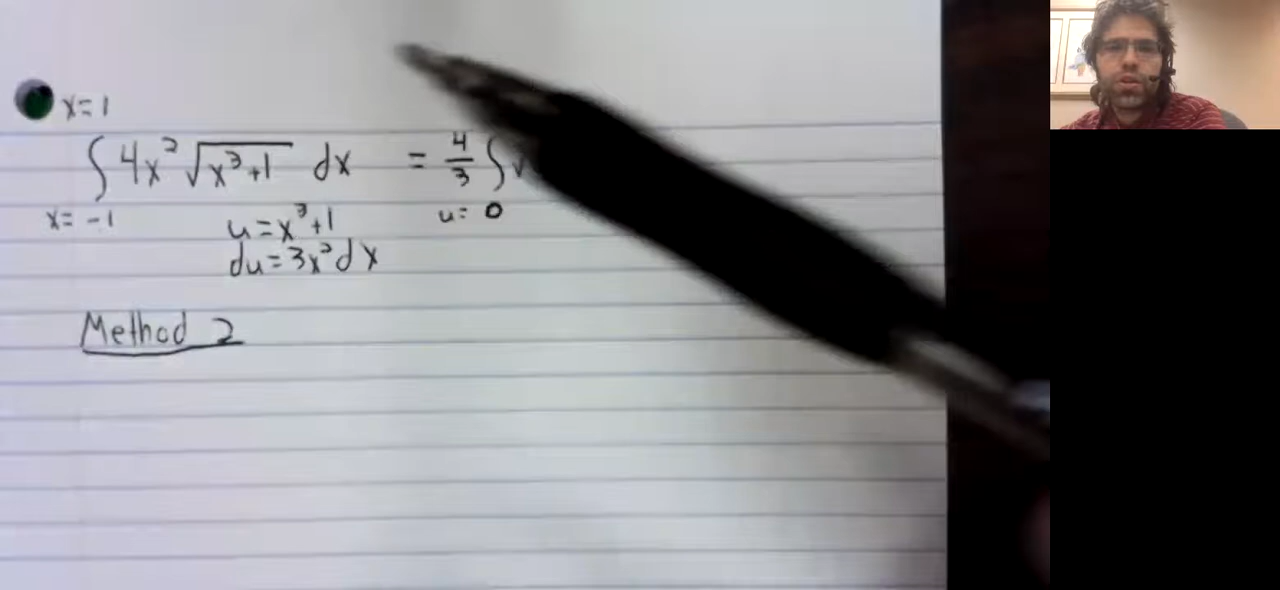 x=1
∫ 4x² √(x³+1) dx = 4/3 ∫ √
x= -1 u= 0
u=x³+1
du=3x²dx
Method 2